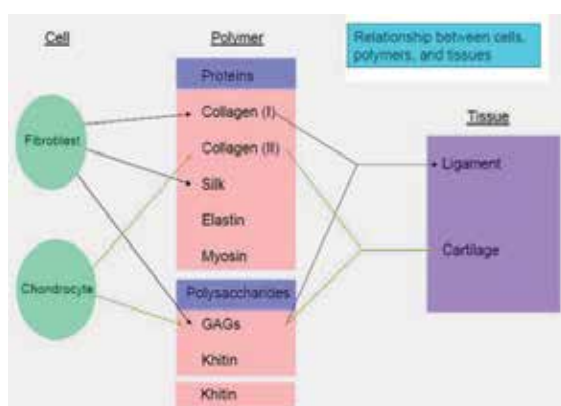 Cell
Polymer
Relationship between cells,
polymers, and tissues
Proteins
Collagen (I)
Tissue
Fibroblast
Collagen (II)
Ligament
Silk
Elastin
Cartilage
Myosin
Chondrocyte
Polysaccharides
GAGs
Khitin
Khitin